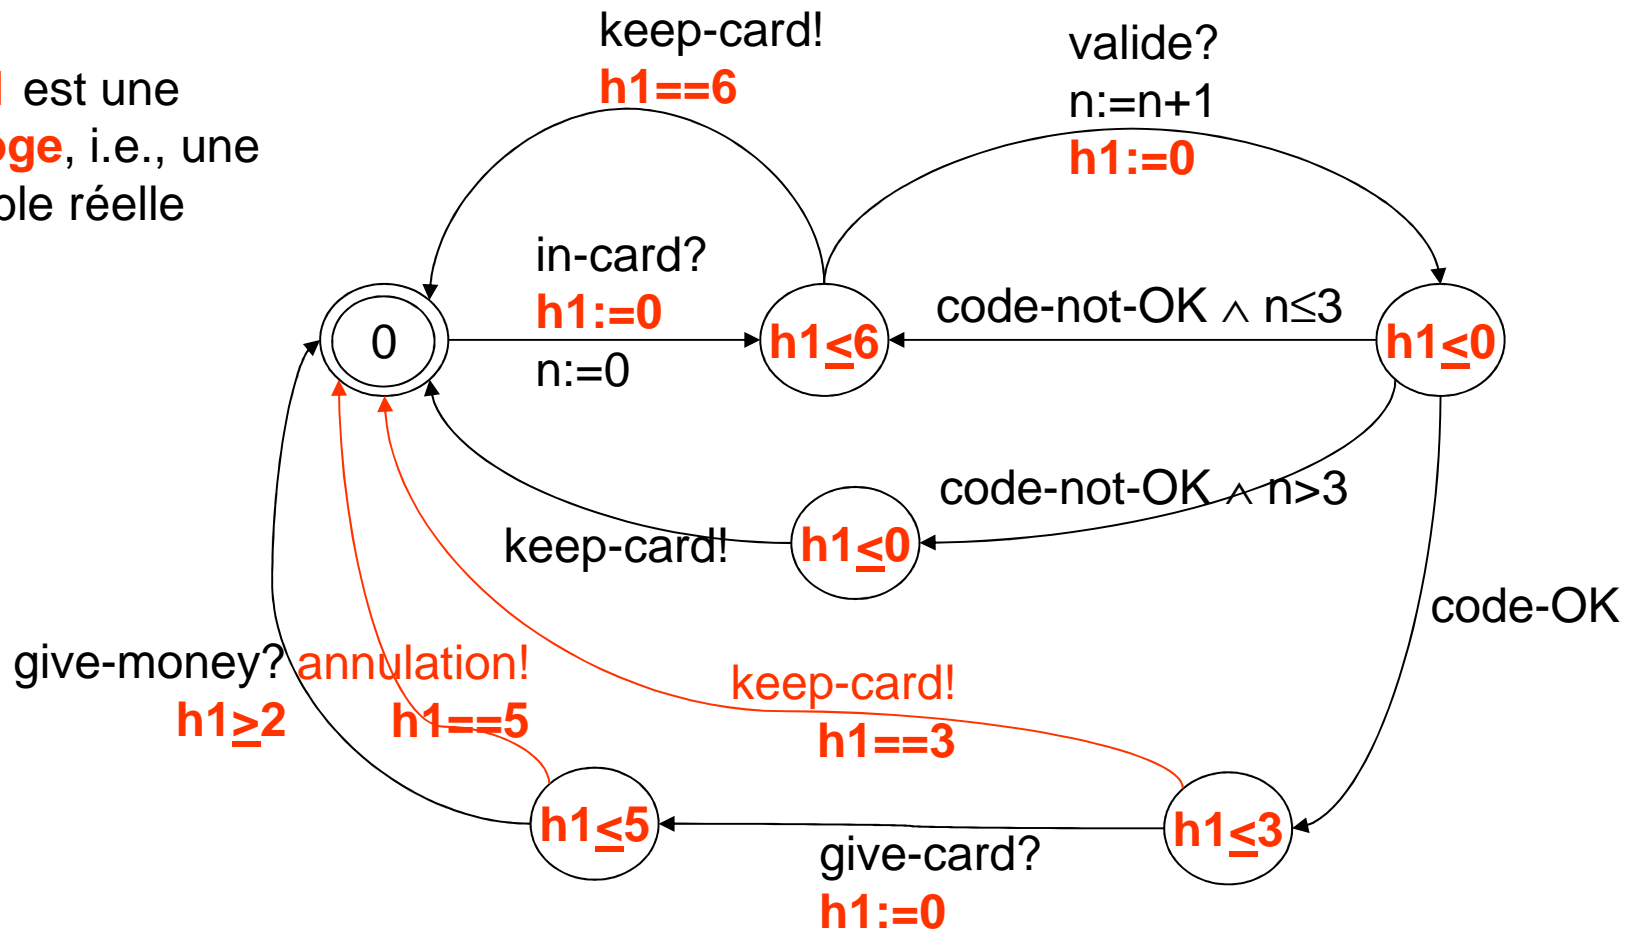 keep-card!
h1==6
valide?
n:=n+1
h1:=0
est une
, i.e., une
réelle
in-card?
h1:=0
n:=0
0
h1≤6
code-not-OK ∧ n≤3
h1≤0
code-not-OK ∧ n>3
keep-card!
h1≤0
code-OK
give-money?
h1≥2
annulation!
h1==5
keep-card!
h1==3
h1≤5
h1≤3
give-card?
h1:=0